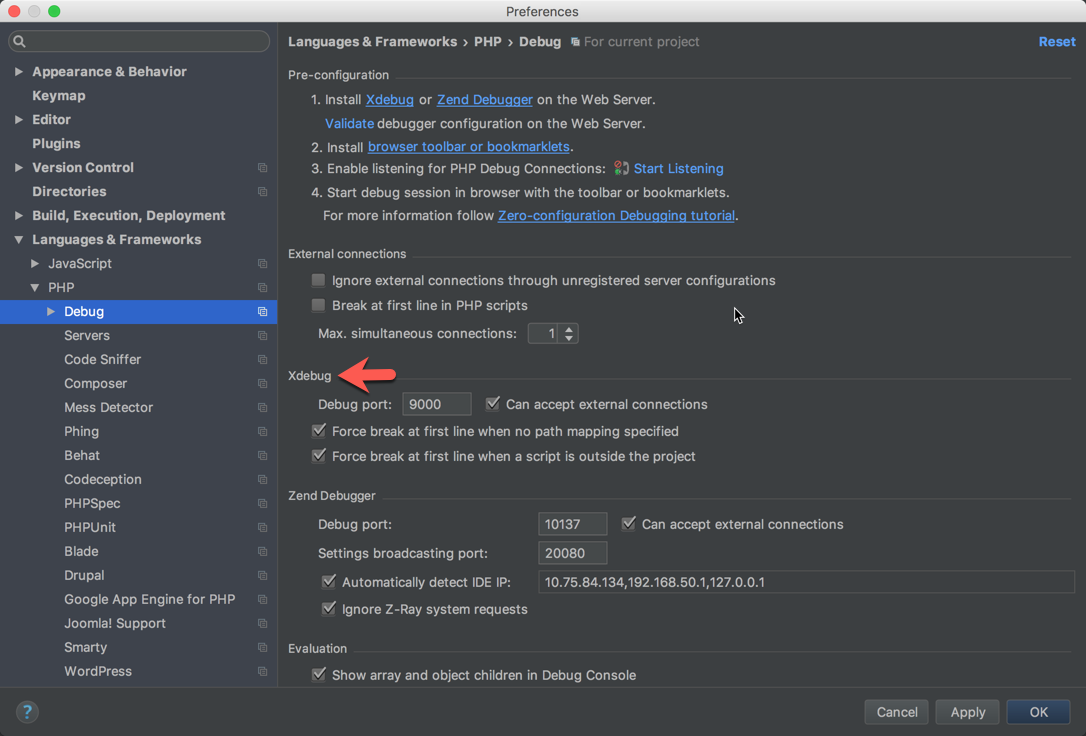 Preferences
Languages & Frameworks › PHP › Debug For current project Reset
Appearance & Behavior
Keymap
Editor
Plugins
Version Control
Directories
Build, Execution, Deployment
Languages & Frameworks
JavaScript
PHP
Debug
Servers
Code Sniffer
Composer
Mess Detector
Phing
Behat
Codeception
PHPSpec
PHPUnit
Blade
Drupal
Google App Engine for PHP
Joomla! Support
Smarty
WordPress
Pre-configuration
1. Install Xdebug or Zend Debugger on the Web Server.
Validate debugger configuration on the Web Server.
2. Install browser toolbar or bookmarklets.
3. Enable listening for PHP Debug Connections: Start Listening
4. Start debug session in browser with the toolbar or bookmarklets.
For more information follow Zero-configuration Debugging tutorial.
External connections
Ignore external connections through unregistered server configurations
Break at first line in PHP scripts
Max. simultaneous connections: 1
Xdebug
Debug port: 9000 Can accept external connections
Force break at first line when no path mapping specified
Force break at first line when a script is outside the project
Zend Debugger
Debug port: 10137 Can accept external connections
Settings broadcasting port: 20080
Automatically detect IDE IP: 10.75.84.134,192.168.50.1,127.0.0.1
Ignore Z-Ray system requests
Evaluation
Show array and object children in Debug Console
? Cancel Apply OK